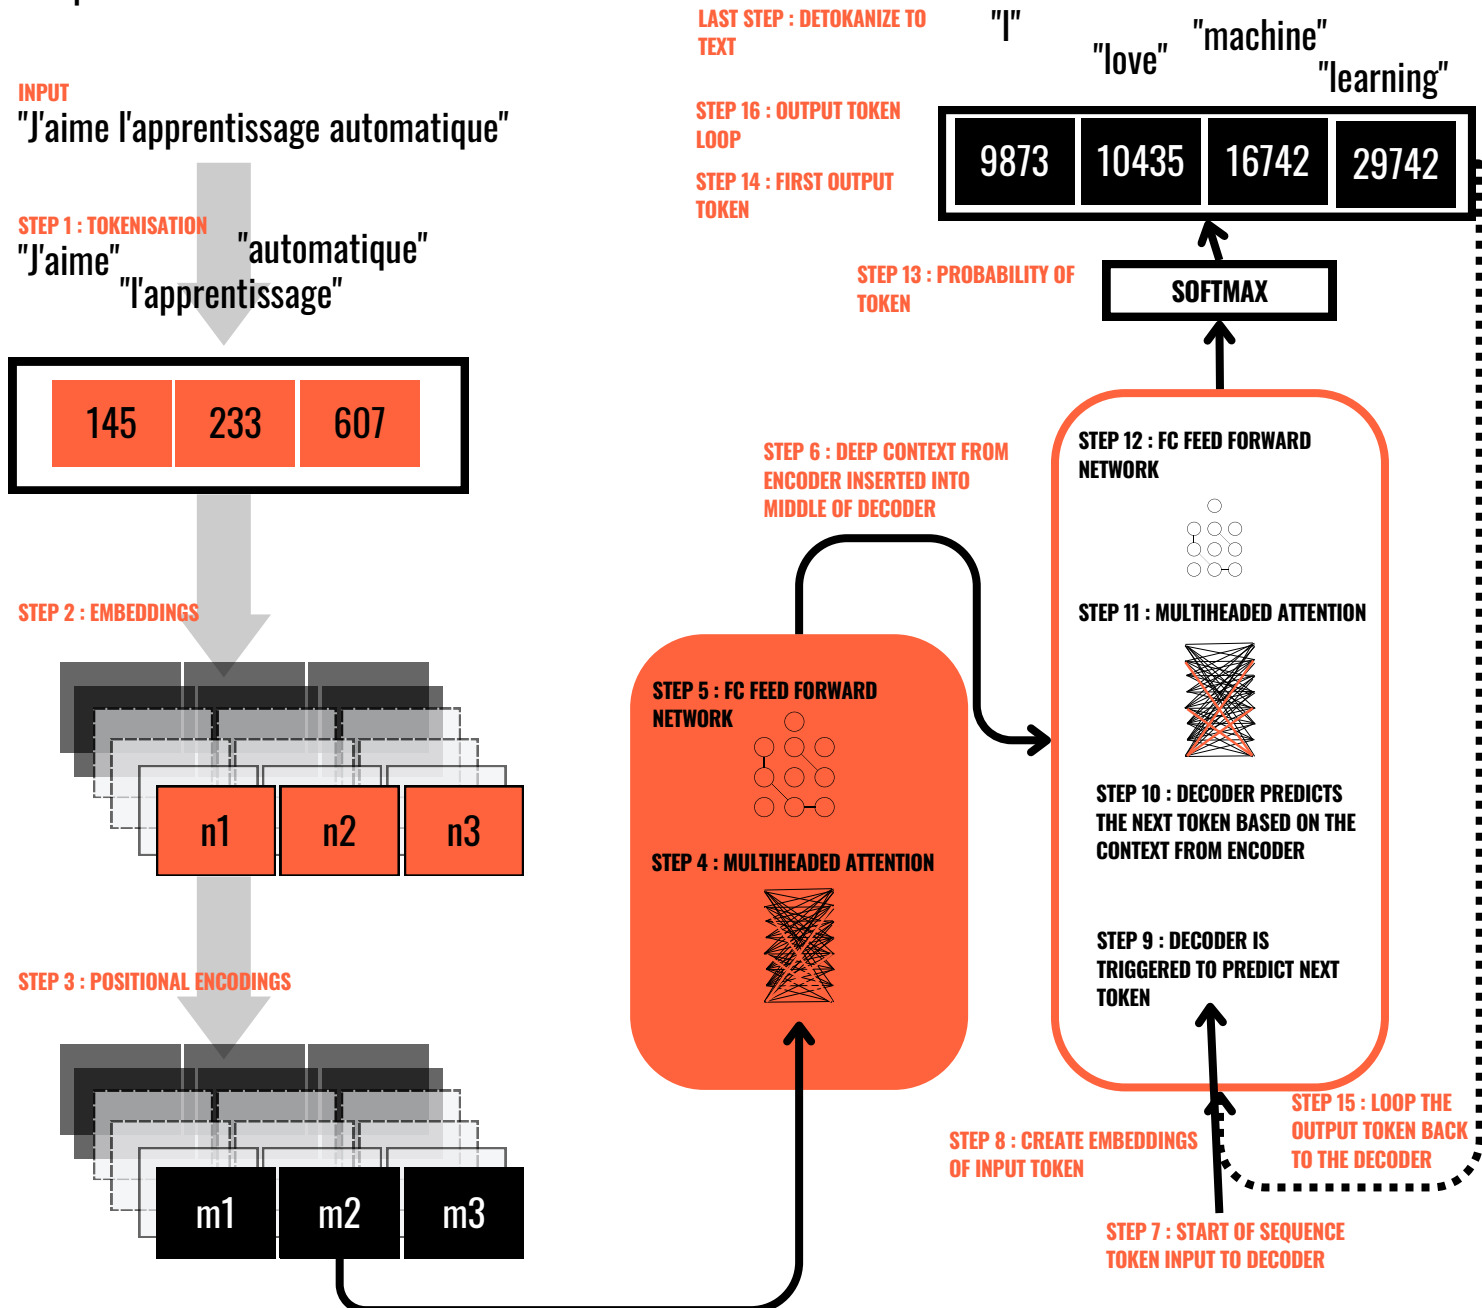 INPUT
"J'aime l'apprentissage automatique"
STEP 1 : TOKENISATION
"J'aime"
"automatique"
"l'apprentissage"
145 233 607
STEP 2 : EMBEDDINGS
n1 n2 n3
STEP 3 : POSITIONAL ENCODINGS
m1 m2 m3
STEP 5 : FC FEED FORWARD
NETWORK
STEP 4 : MULTIHEADED ATTENTION
STEP 6 : DEEP CONTEXT FROM
ENCODER INSERTED INTO
MIDDLE OF DECODER
LAST STEP : DETOKANIZE TO
TEXT
"I"
"love"
"machine"
"learning"
STEP 16 : OUTPUT TOKEN
LOOP
STEP 14 : FIRST OUTPUT
TOKEN
9873 10435 16742 29742
STEP 13 : PROBABILITY OF
TOKEN
SOFTMAX
STEP 12 : FC FEED FORWARD
NETWORK
STEP 11 : MULTIHEADED ATTENTION
STEP 10 : DECODER PREDICTS
THE NEXT TOKEN BASED ON THE
CONTEXT FROM ENCODER
STEP 9 : DECODER IS
TRIGGERED TO PREDICT NEXT
TOKEN
STEP 8 : CREATE EMBEDDINGS
OF INPUT TOKEN
STEP 15 : LOOP THE
OUTPUT TOKEN BACK
TO THE DECODER
STEP 7 : START OF SEQUENCE
TOKEN INPUT TO DECODER